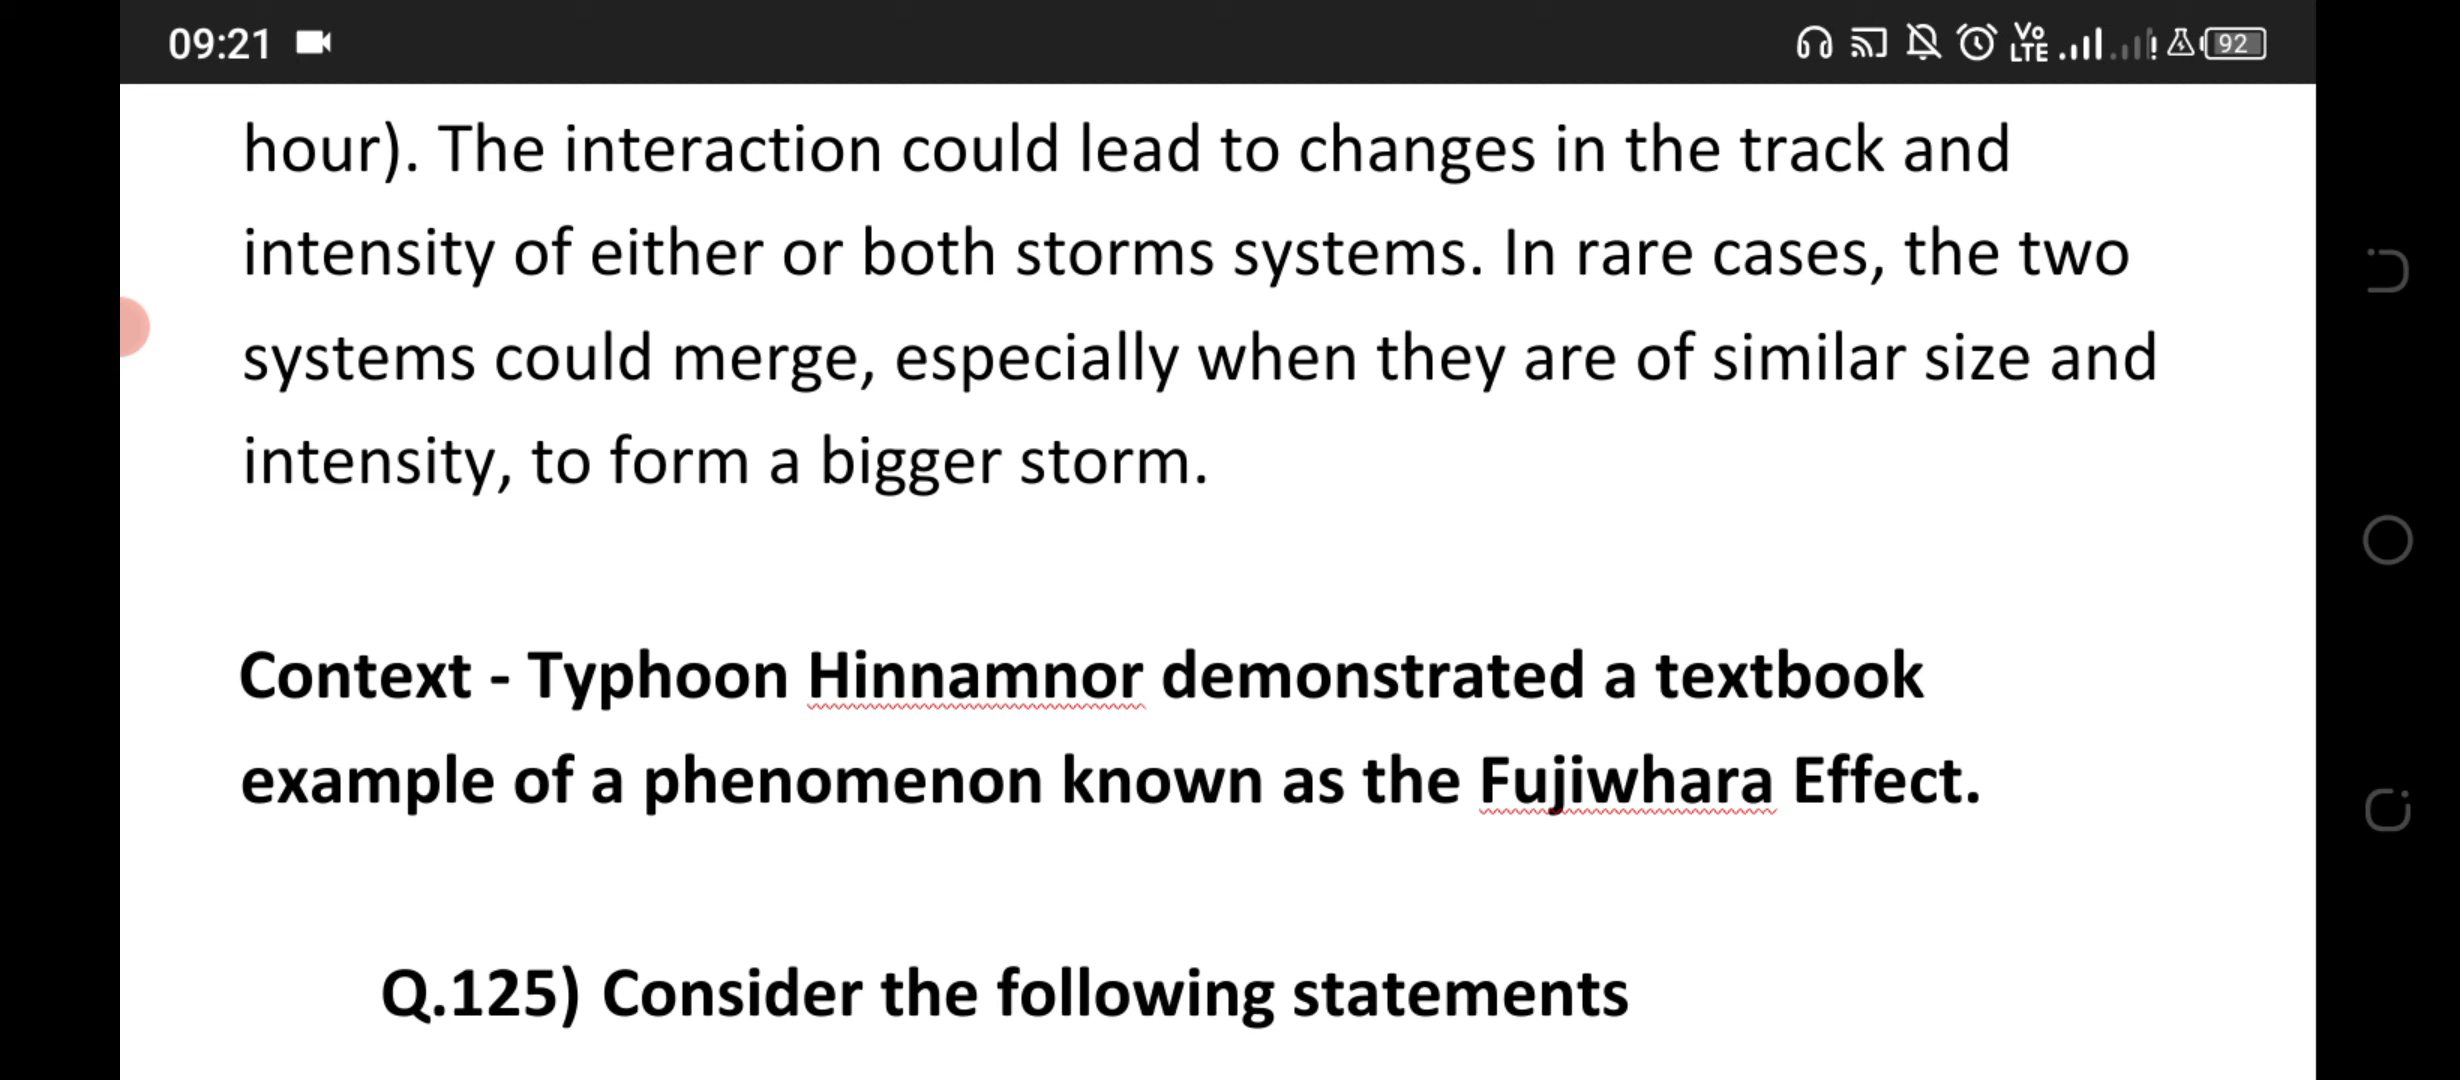 09:21 Vo LTE 92
hour). The interaction could lead to changes in the track and
intensity of either or both storms systems. In rare cases, the two
systems could merge, especially when they are of similar size and
intensity, to form a bigger storm.
Context - Typhoon Hinnamnor demonstrated a textbook
example of a phenomenon known as the Fujiwhara Effect.
Q.125) Consider the following statements